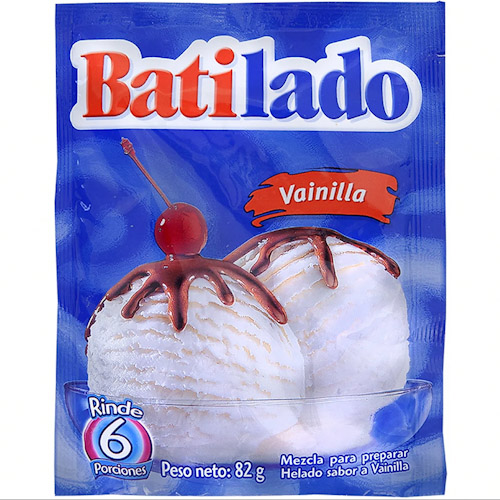 Batilado
Vainilla
Rinde
6
Porciones
Peso neto: 82 g
Mezcla para preparar
Helado sabor a Vainilla